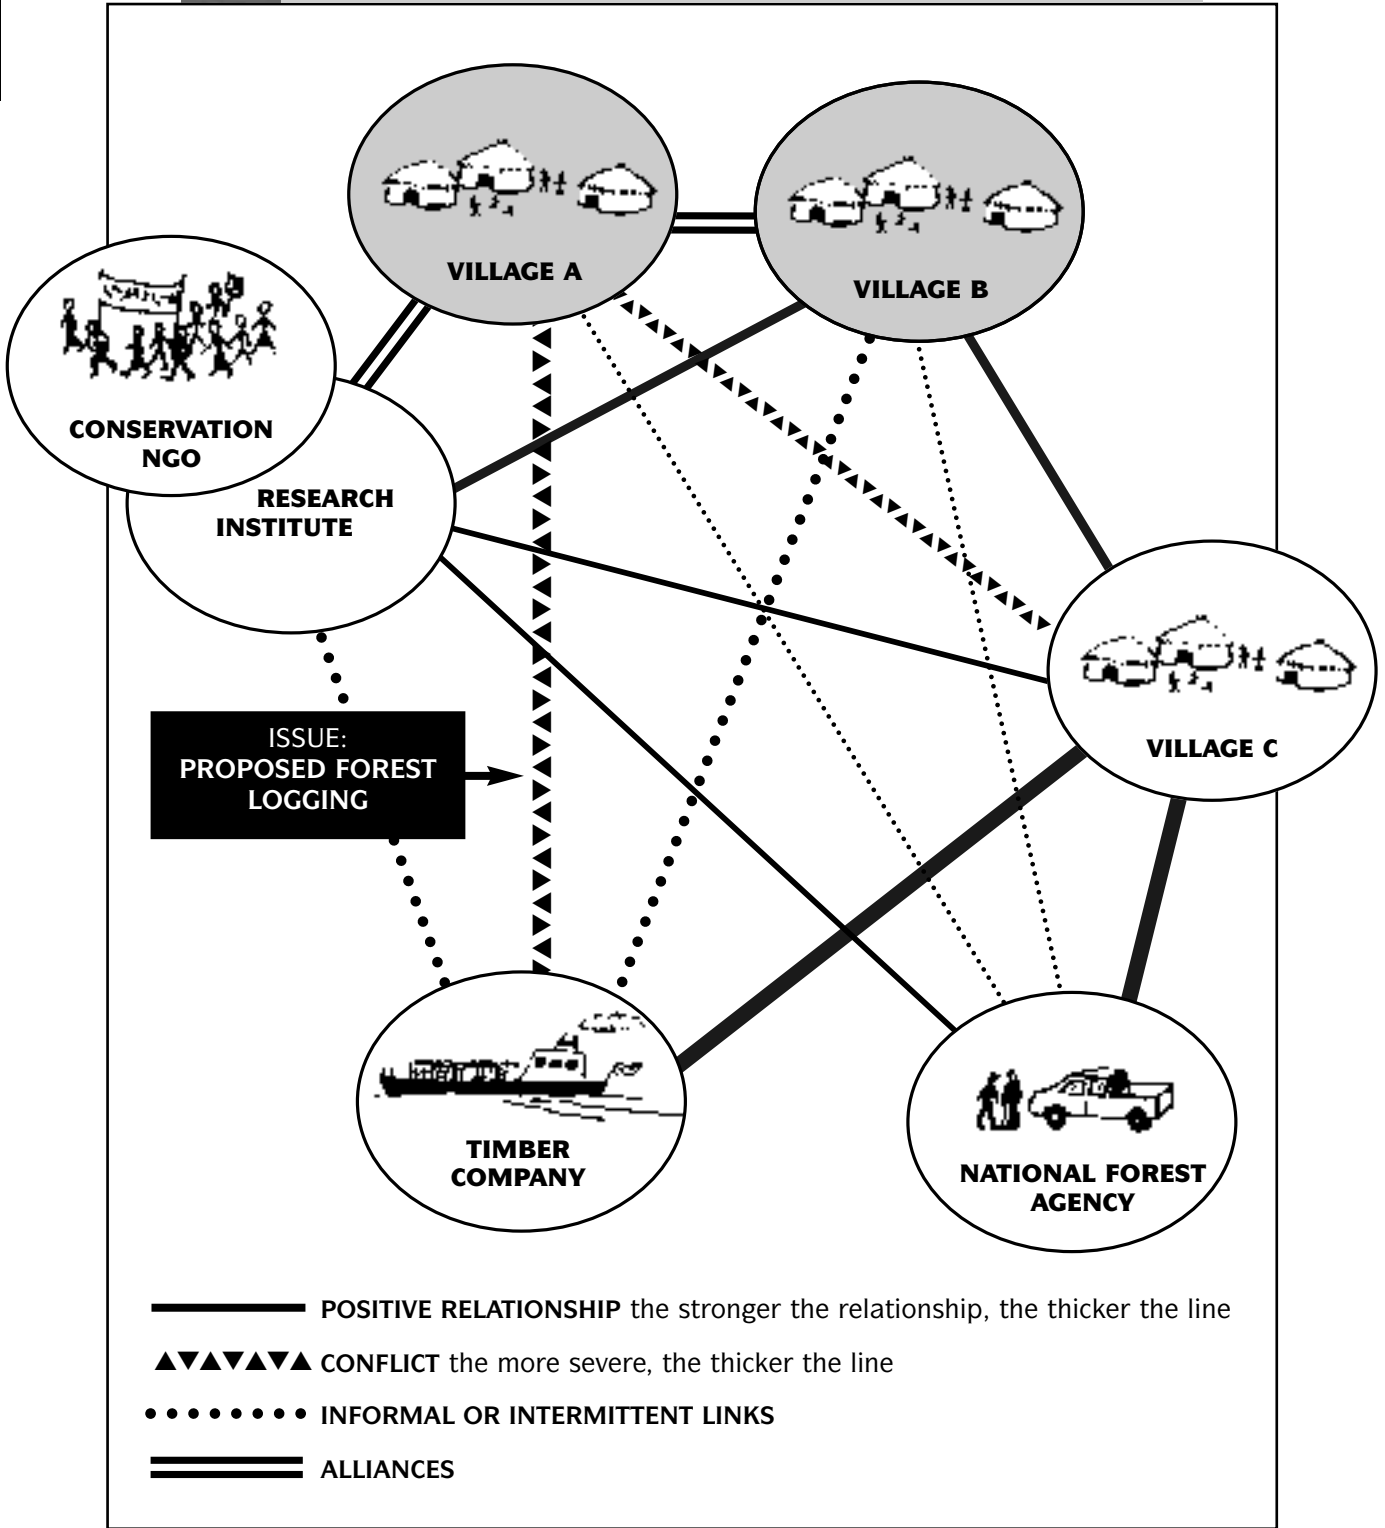 VILLAGE A
VILLAGE B
CONSERVATION
NGO
RESEARCH
INSTITUTE
ISSUE:
PROPOSED FOREST
LOGGING
VILLAGE C
TIMBER
COMPANY
NATIONAL FOREST
AGENCY
POSITIVE RELATIONSHIP the stronger the relationship, the thicker the line
CONFLICT the more severe, the thicker the line
INFORMAL OR INTERMITTENT LINKS
ALLIANCES